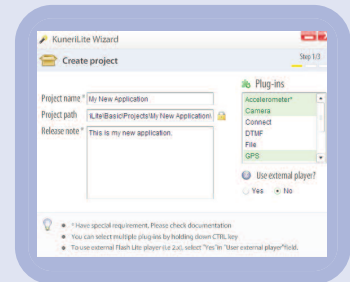 KuneriLite Wizard
Create project
Step 1/3
Project name * My New Application
Project path \Lite\Basic\Projects\My New Application\
Release note * This is my new application.
Plug-ins
Accelerometer*
Camera
Connect
DTMF
File
GPS
Use external player?
Yes No
* Have special requirement. Please check documentation
You can select multiple plug-ins by holding down CTRL key
To use external Flash Lite player (i.e 2.x), select "Yes" in "User external player" field.